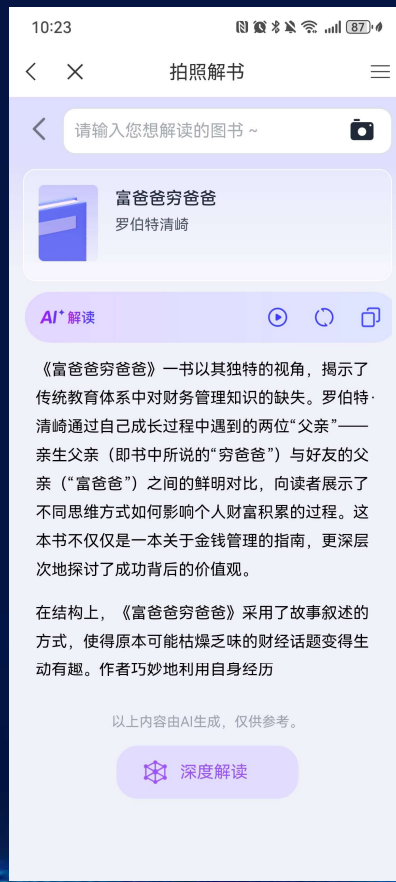 10:23
87
拍照解书
请输入您想解读的图书 ~
富爸爸穷爸爸
罗伯特清崎
AI+ 解读
《富爸爸穷爸爸》一书以其独特的视角，揭示了
传统教育体系中对财务管理知识的缺失。罗伯特·
清崎通过自己成长过程中遇到的两位“父亲”——
亲生父亲（即书中所说的“穷爸爸”）与好友的父
亲（“富爸爸”）之间的鲜明对比，向读者展示了
不同思维方式如何影响个人财富积累的过程。这
本书不仅仅是一本关于金钱管理的指南，更深层
次地探讨了成功背后的价值观。
在结构上，《富爸爸穷爸爸》采用了故事叙述的
方式，使得原本可能枯燥乏味的财经话题变得生
动有趣。作者巧妙地利用自身经历
以上内容由AI生成，仅供参考。
深度解读